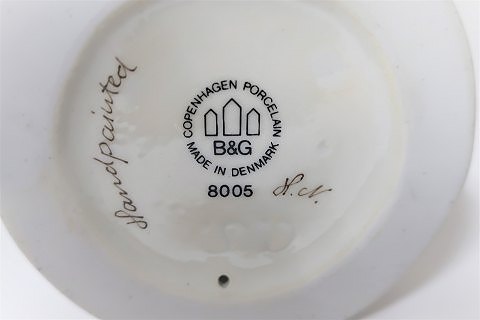 Handpainted
COPENHAGEN PORCELAIN
B&G
MADE IN DENMARK
8005
H.N.